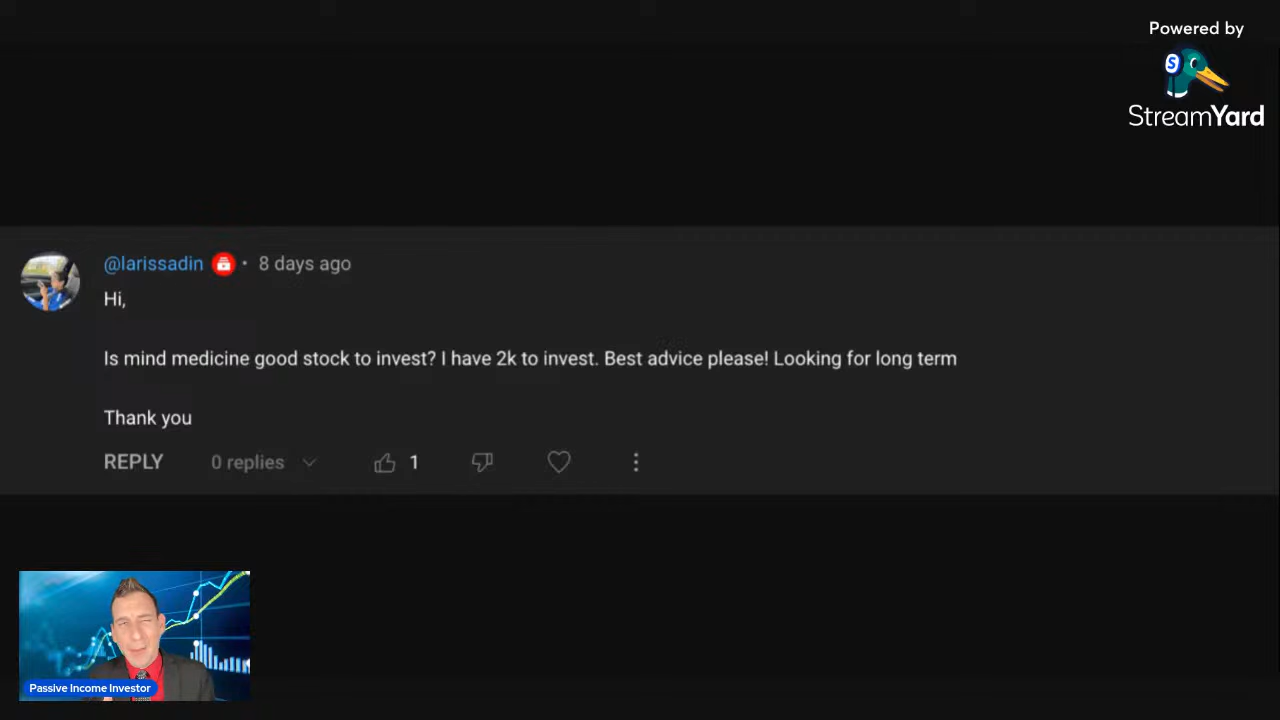 Powered by
StreamYard
@larissadin • 8 days ago
Hi,
Is mind medicine good stock to invest? I have 2k to invest. Best advice please! Looking for long term
Thank you
REPLY 0 replies 1
Passive Income Investor